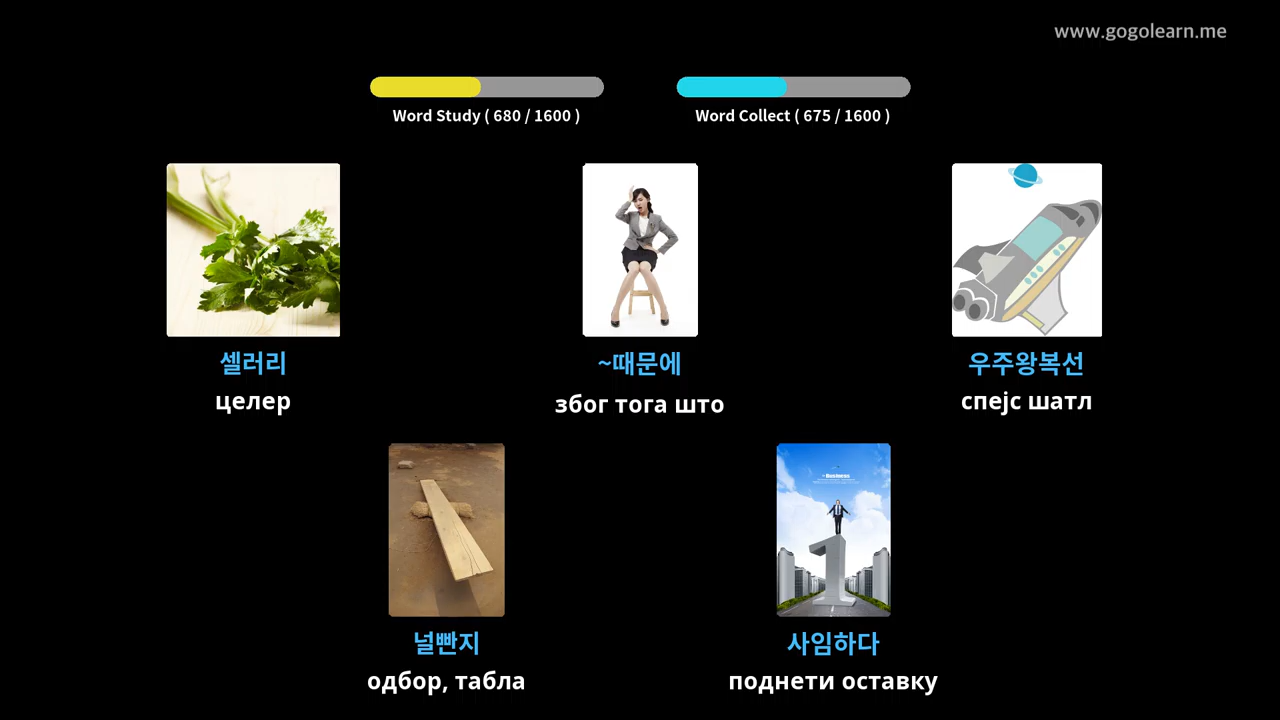 www.gogolearn.me
Word Study ( 680 / 1600 )
Word Collect ( 675 / 1600 )
셀러리
целер
~때문에
због тога што
우주왕복선
спејс шатл
Business
널빤지
одбор, табла
사임하다
поднети оставку